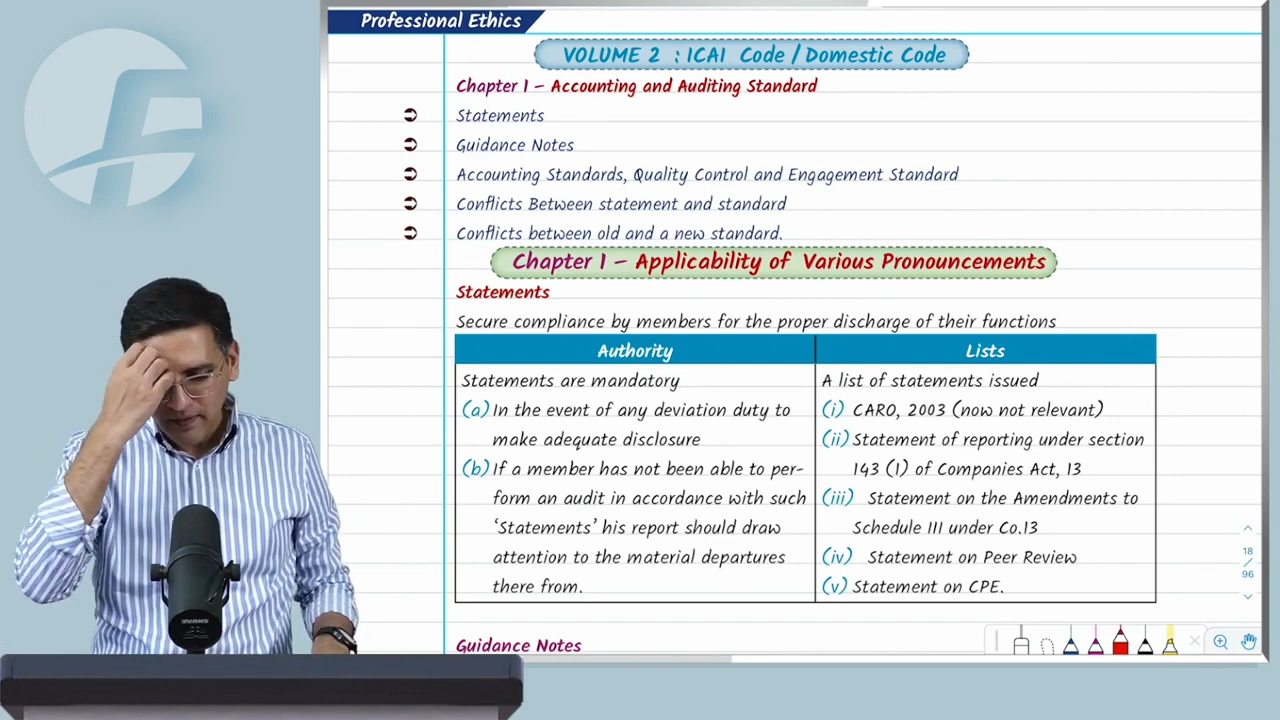 Professional Ethics
VOLUME 2 : ICAI Code / Domestic Code
Chapter 1 – Accounting and Auditing Standard
Statements
Guidance Notes
Accounting Standards, Quality Control and Engagement Standard
Conflicts Between statement and standard
Conflicts between old and a new standard.
Chapter 1 – Applicability of Various Pronouncements
Statements
Secure compliance by members for the proper discharge of their functions
Authority
Statements are mandatory
(a) In the event of any deviation duty to
make adequate disclosure
(b) If a member has not been able to per-
form an audit in accordance with such
‘Statements’ his report should draw
attention to the material departures
there from.
Lists
A list of statements issued
(i) CARO, 2003 (now not relevant)
(ii) Statement of reporting under section
143 (1) of Companies Act, 13
(iii) Statement on the Amendments to
Schedule III under Co.13
(iv) Statement on Peer Review
(v) Statement on CPE.
Guidance Notes
18
/
96